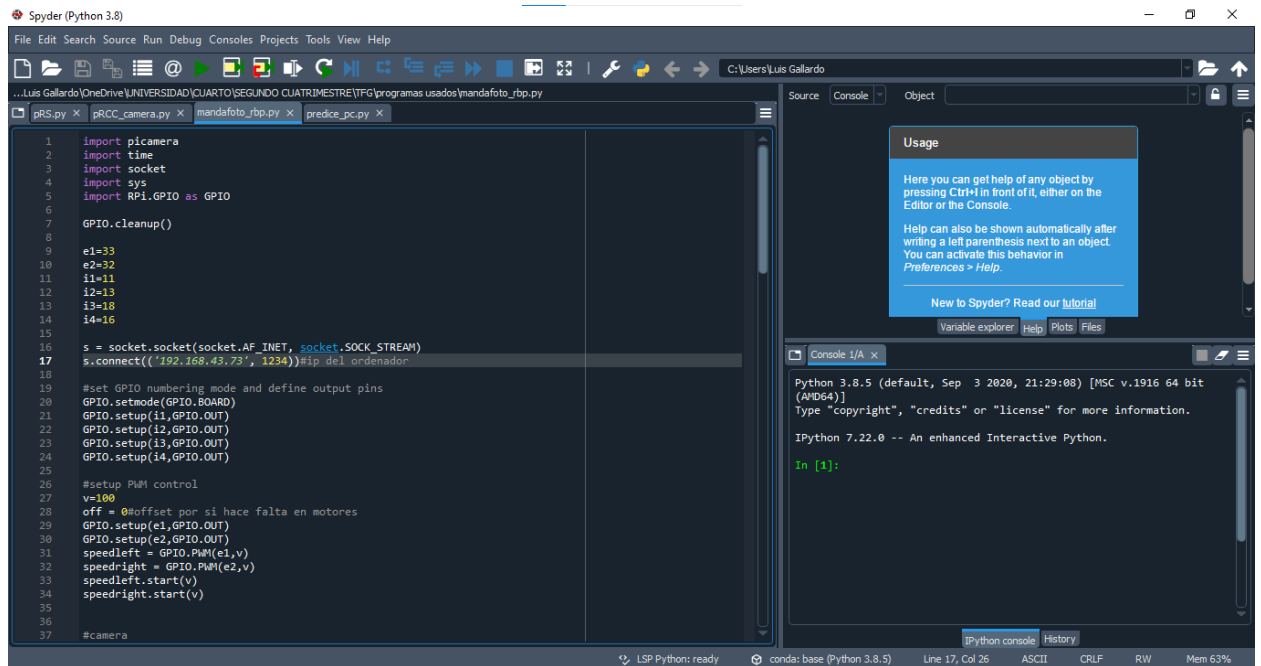 Spyder (Python 3.8)
File Edit Search Source Run Debug Consoles Projects Tools View Help
C:\Users\Luis Gallardo
...Luis Gallardo\OneDrive\UNIVERSIDAD\CUARTO\SEGUNDO CUATRIMESTRE\TFG\programas usados\mandafoto_rbp.py
pRS.py pRCC_camera.py mandafoto_rbp.py predice_pc.py
1 import picamera
2 import time
3 import socket
4 import sys
5 import RPi.GPIO as GPIO
6
7 GPIO.cleanup()
8
9 e1=33
10 e2=32
11 i1=11
12 i2=13
13 i3=18
14 i4=16
15
16 s = socket.socket(socket.AF_INET, socket.SOCK_STREAM)
17 s.connect(('192.168.43.73', 1234))#ip del ordenador
18
19 #set GPIO numbering mode and define output pins
20 GPIO.setmode(GPIO.BOARD)
21 GPIO.setup(i1,GPIO.OUT)
22 GPIO.setup(i2,GPIO.OUT)
23 GPIO.setup(i3,GPIO.OUT)
24 GPIO.setup(i4,GPIO.OUT)
25
26 #setup PWM control
27 v=100
28 off = 0#offset por si hace falta en motores
29 GPIO.setup(e1,GPIO.OUT)
30 GPIO.setup(e2,GPIO.OUT)
31 speedleft = GPIO.PWM(e1,v)
32 speedright = GPIO.PWM(e2,v)
33 speedleft.start(v)
34 speedright.start(v)
35
36
37 #camera
Source Console Object
Usage
Here you can get help of any object by
pressing Ctrl+I in front of it, either on the
Editor or the Console.
Help can also be shown automatically after
writing a left parenthesis next to an object.
You can activate this behavior in
Preferences > Help.
New to Spyder? Read our tutorial
Variable explorer Help Plots Files
Console 1/A
Python 3.8.5 (default, Sep 3 2020, 21:29:08) [MSC v.1916 64 bit
(AMD64)]
Type "copyright", "credits" or "license" for more information.
IPython 7.22.0 -- An enhanced Interactive Python.
In [1]:
IPython console History
LSP Python: ready conda: base (Python 3.8.5) Line 17, Col 26 ASCII CRLF RW Mem 63%